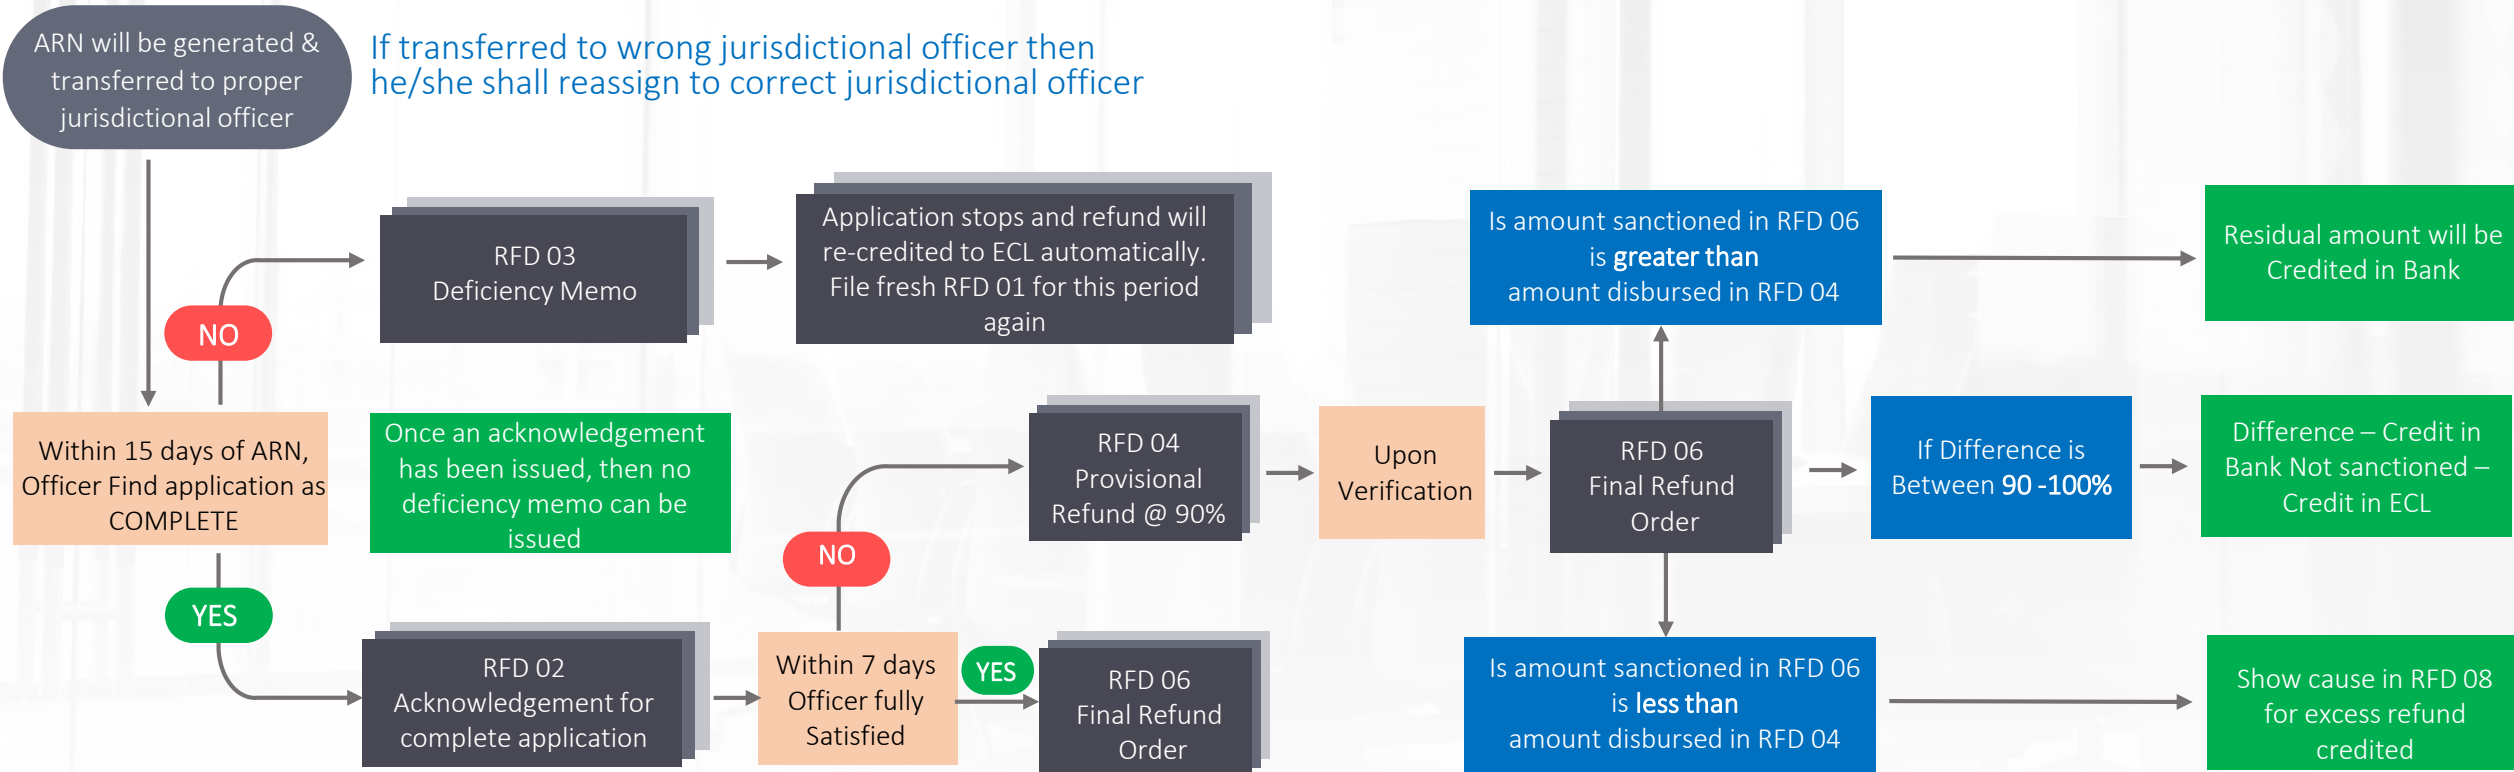 ARN will be generated &
transferred to proper
jurisdictional officer
If transferred to wrong jurisdictional officer then
he/she shall reassign to correct jurisdictional officer
NO
RFD 03
Deficiency Memo
Application stops and refund will
re-credited to ECL automatically.
File fresh RFD 01 for this period
again
Is amount sanctioned in RFD 06
is greater than
amount disbursed in RFD 04
Residual amount will be
Credited in Bank
Within 15 days of ARN,
Officer Find application as
COMPLETE
Once an acknowledgement
has been issued, then no
deficiency memo can be
issued
NO
RFD 04
Provisional
Refund @ 90%
Upon
Verification
RFD 06
Final Refund
Order
If Difference is
Between 90 -100%
Difference – Credit in
Bank Not sanctioned –
Credit in ECL
YES
RFD 02
Acknowledgement for
complete application
Within 7 days
Officer fully
Satisfied
YES
RFD 06
Final Refund
Order
Is amount sanctioned in RFD 06
is less than
amount disbursed in RFD 04
Show cause in RFD 08
for excess refund
credited